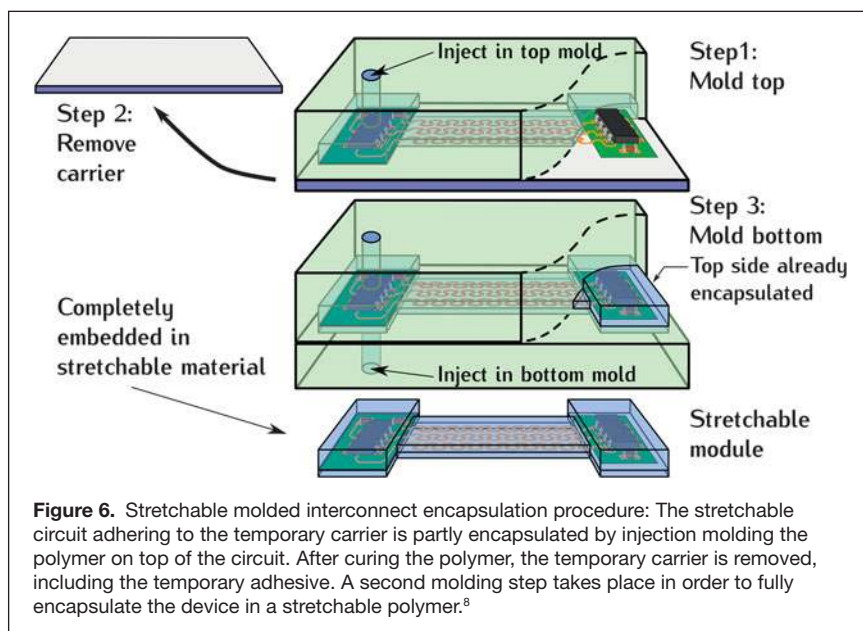 Inject in top mold
Step1:
Mold top
Step 2:
Remove
carrier
Step 3:
Mold bottom
Top side already
encapsulated
Completely
embedded in
stretchable material
Inject in bottom mold
Stretchable
module
Figure 6. Stretchable molded interconnect encapsulation procedure: The stretchable
circuit adhering to the temporary carrier is partly encapsulated by injection molding the
polymer on top of the circuit. After curing the polymer, the temporary carrier is removed,
including the temporary adhesive. A second molding step takes place in order to fully
encapsulate the device in a stretchable polymer.⁸